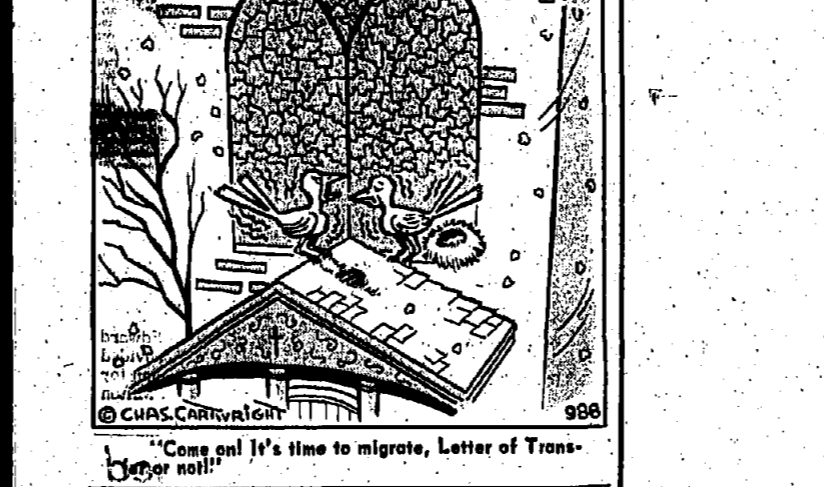 © CHAS. CARTWRIGHT 986
"Come on! It's time to migrate, Letter of Trans-
fer or not!"